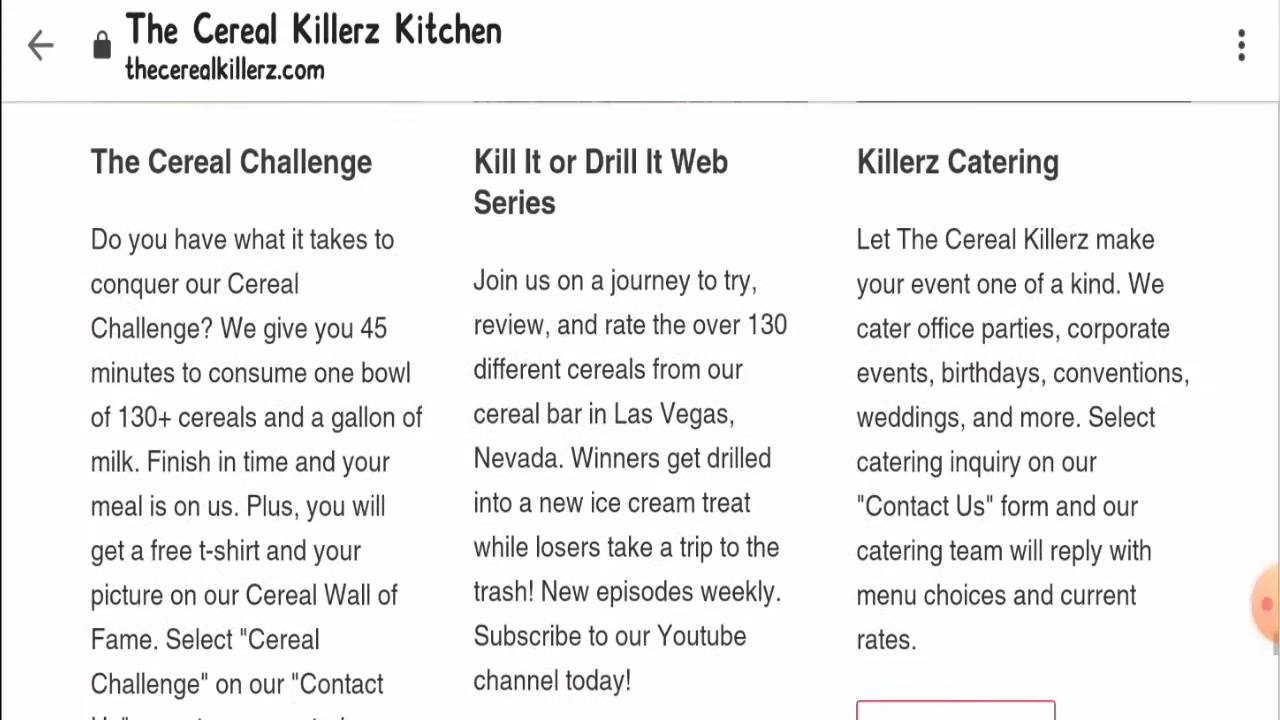 The Cereal Killerz Kitchen
thecerealkillerz.com
The Cereal Challenge
Do you have what it takes to
conquer our Cereal
Challenge? We give you 45
minutes to consume one bowl
of 130+ cereals and a gallon of
milk. Finish in time and your
meal is on us. Plus, you will
get a free t-shirt and your
picture on our Cereal Wall of
Fame. Select "Cereal
Challenge" on our "Contact
Kill It or Drill It Web
Series
Join us on a journey to try,
review, and rate the over 130
different cereals from our
cereal bar in Las Vegas,
Nevada. Winners get drilled
into a new ice cream treat
while losers take a trip to the
trash! New episodes weekly.
Subscribe to our Youtube
channel today!
Killerz Catering
Let The Cereal Killerz make
your event one of a kind. We
cater office parties, corporate
events, birthdays, conventions,
weddings, and more. Select
catering inquiry on our
"Contact Us" form and our
catering team will reply with
menu choices and current
rates.